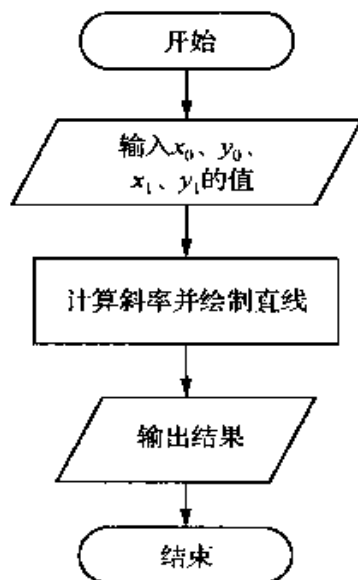 开始
输入x₀、y₀、
x₁、y₁的值
计算斜率并绘制直线
输出结果
结束